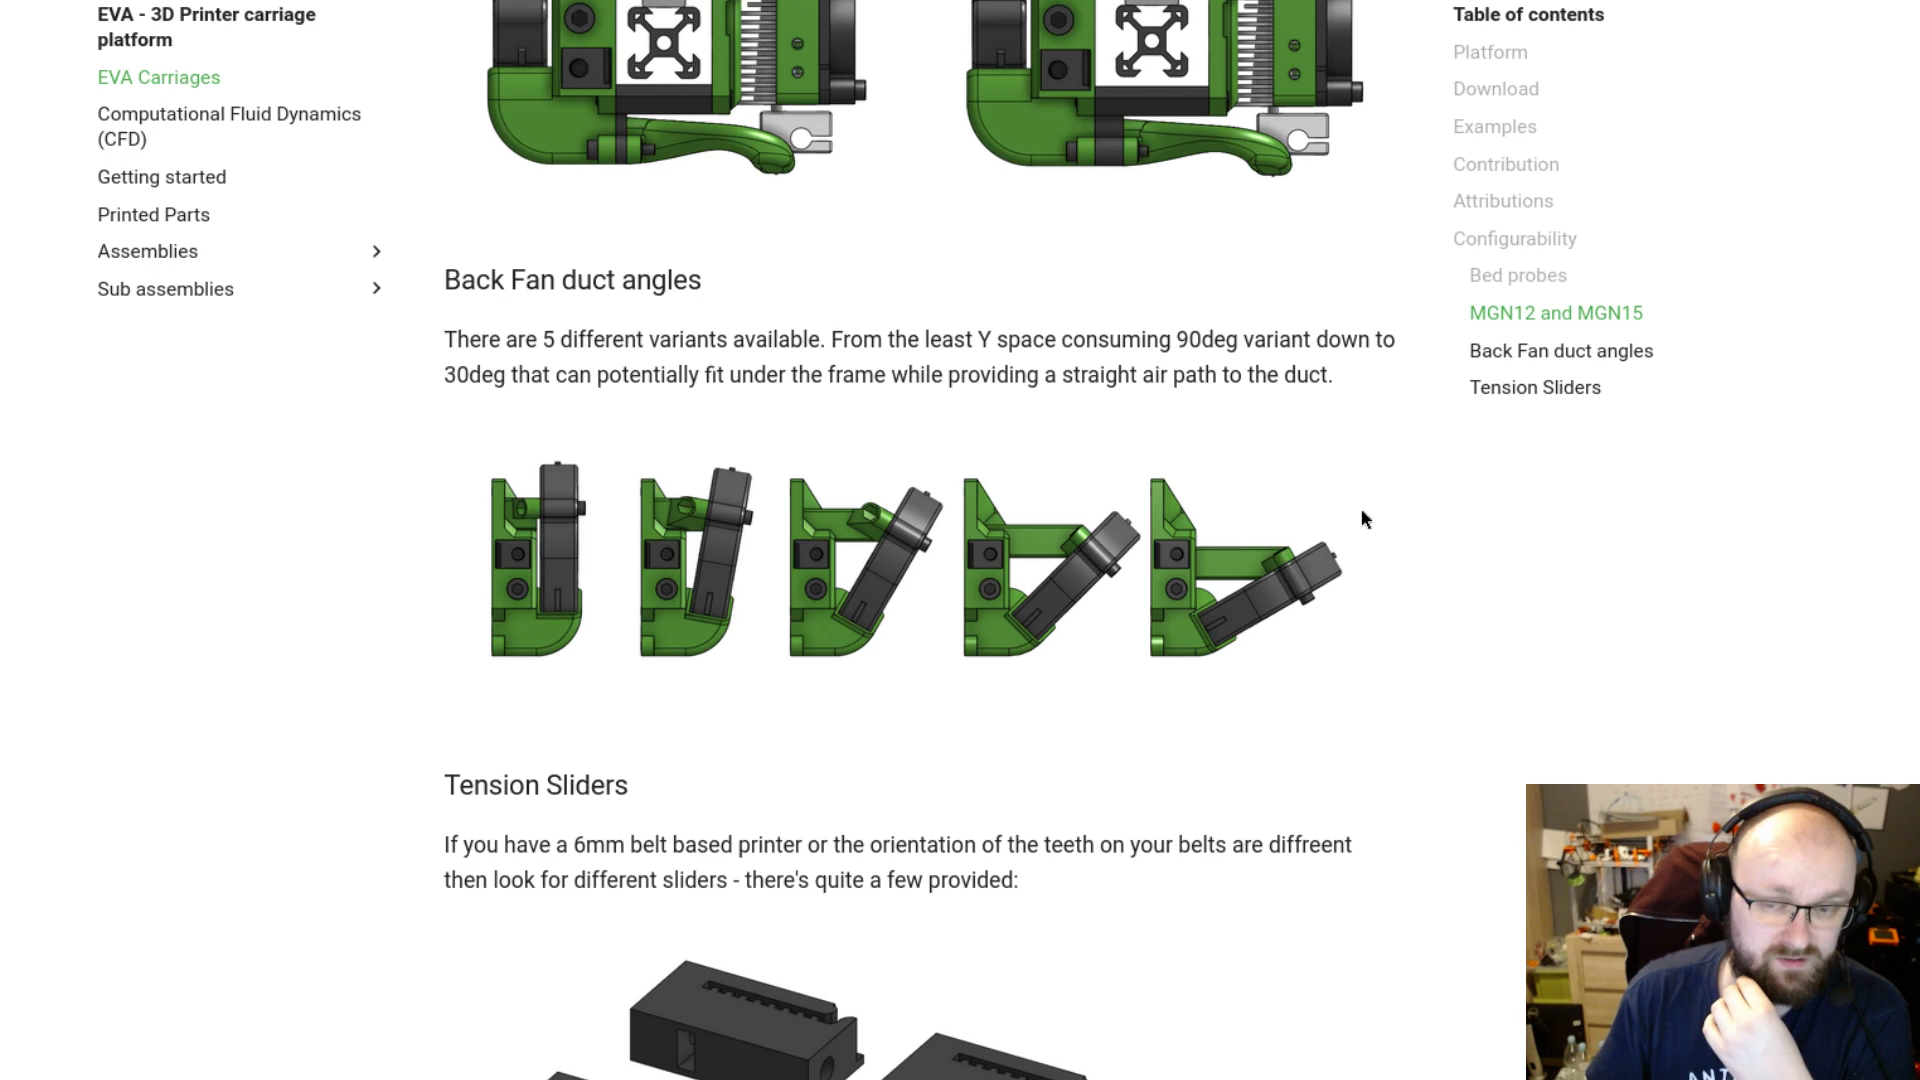 EVA - 3D Printer carriage
platform
EVA Carriages
Computational Fluid Dynamics
(CFD)
Getting started
Printed Parts
Assemblies
Sub assemblies
Back Fan duct angles
There are 5 different variants available. From the least Y space consuming 90deg variant down to
30deg that can potentially fit under the frame while providing a straight air path to the duct.
Tension Sliders
If you have a 6mm belt based printer or the orientation of the teeth on your belts are diffreent
then look for different sliders - there's quite a few provided:
Table of contents
Platform
Download
Examples
Contribution
Attributions
Configurability
Bed probes
MGN12 and MGN15
Back Fan duct angles
Tension Sliders